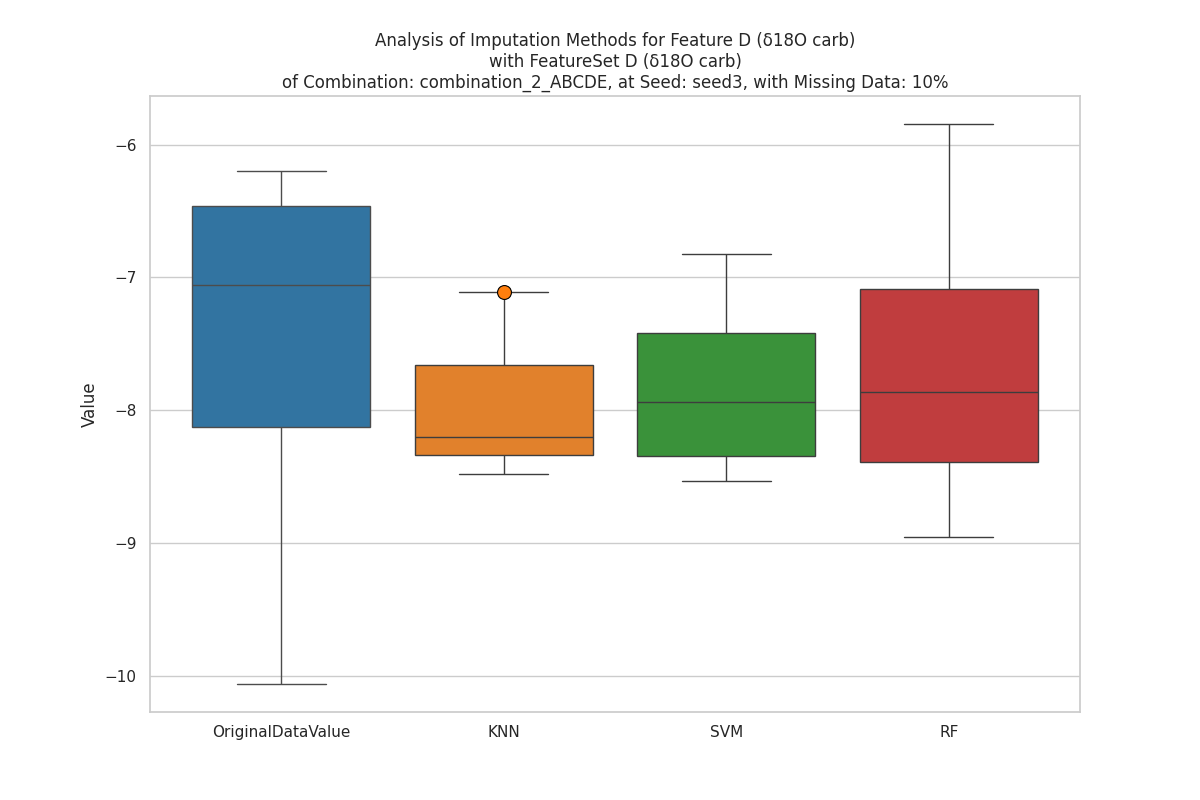 Analysis of Imputation Methods for Feature D (δ18O carb)
with FeatureSet D (δ18O carb)
of Combination: combination_2_ABCDE, at Seed: seed3, with Missing Data: 10%
Value
−6
−7
−8
−9
−10
OriginalDataValue
KNN
SVM
RF